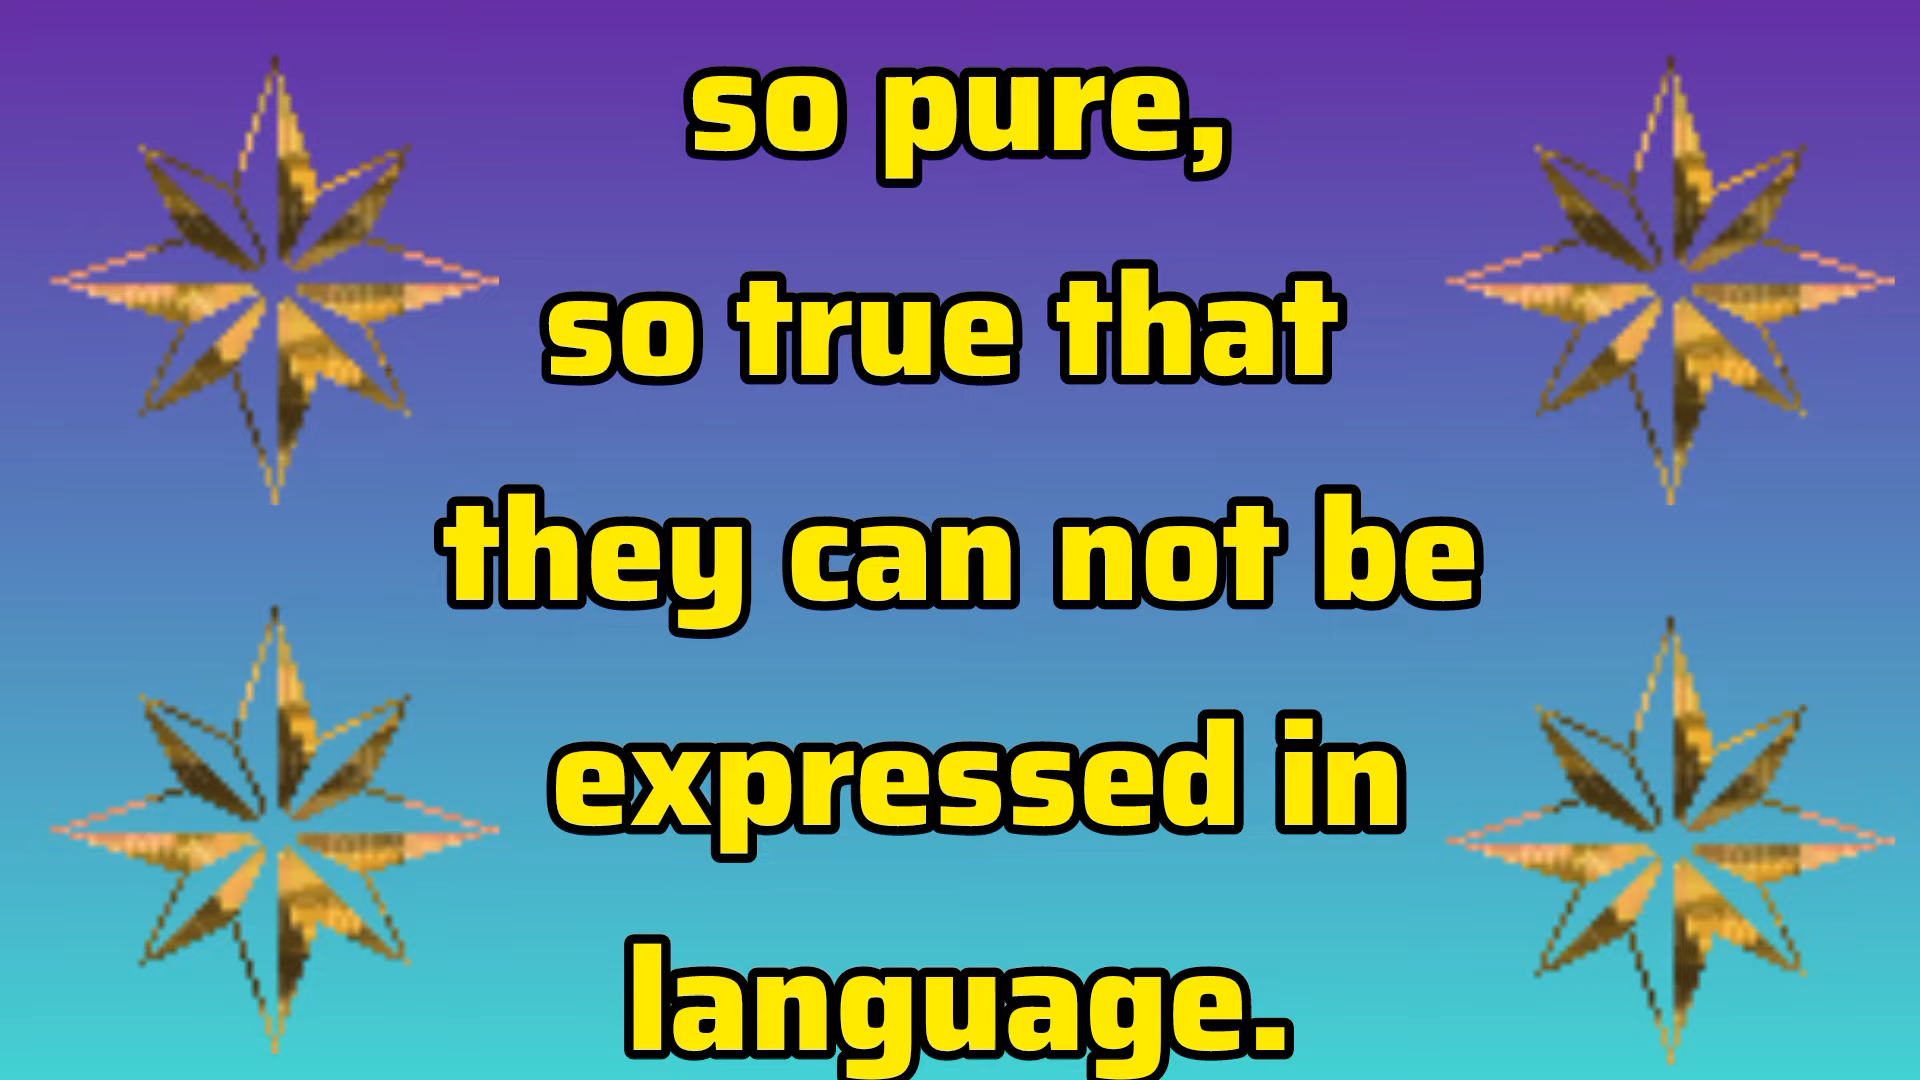 so pure,
so true that
they can not be
expressed in
language.